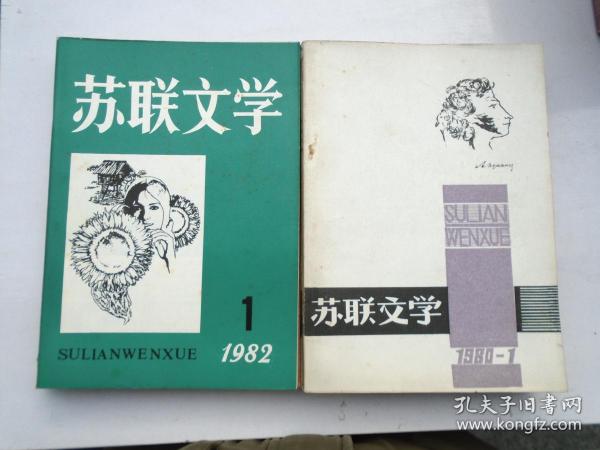 苏联文学
1
SULIANWENXUE
1982
SULIAN
WENXUE
苏联文学
1980-1
孔夫子旧书网
www.kongfz.com